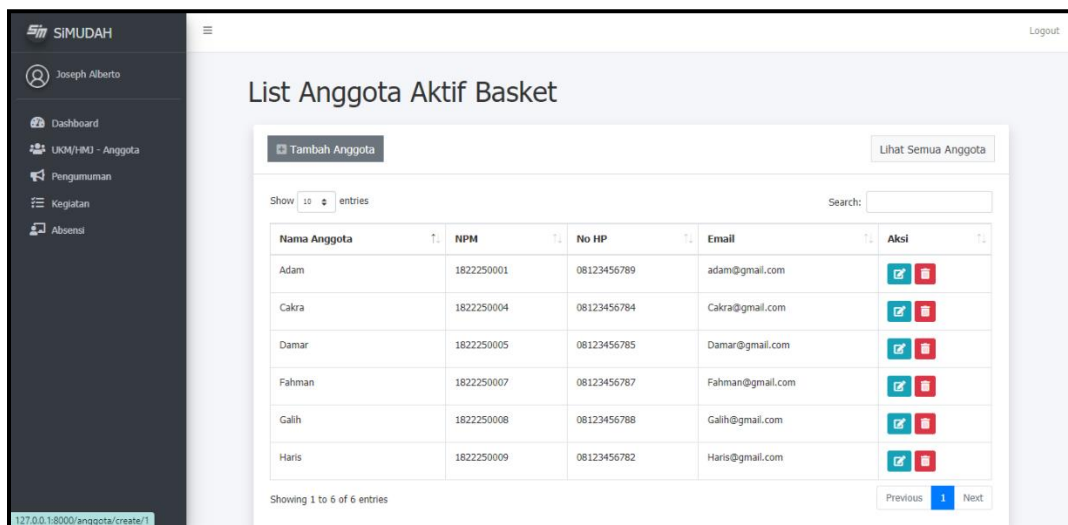 Sim SiMUDAH
Logout
Joseph Alberto
Dashboard
UKM/HMJ - Anggota
Pengumuman
Kegiatan
Absensi
List Anggota Aktif Basket
Tambah Anggota
Lihat Semua Anggota
Show 10 entries
Search:
Nama Anggota NPM No HP Email Aksi
Adam 1822250001 08123456789 adam@gmail.com
Cakra 1822250004 08123456784 Cakra@gmail.com
Damar 1822250005 08123456785 Damar@gmail.com
Fahman 1822250007 08123456787 Fahman@gmail.com
Galih 1822250008 08123456788 Galih@gmail.com
Haris 1822250009 08123456782 Haris@gmail.com
Showing 1 to 6 of 6 entries
Previous 1 Next
127.0.0.1:8000/anggota/create/1